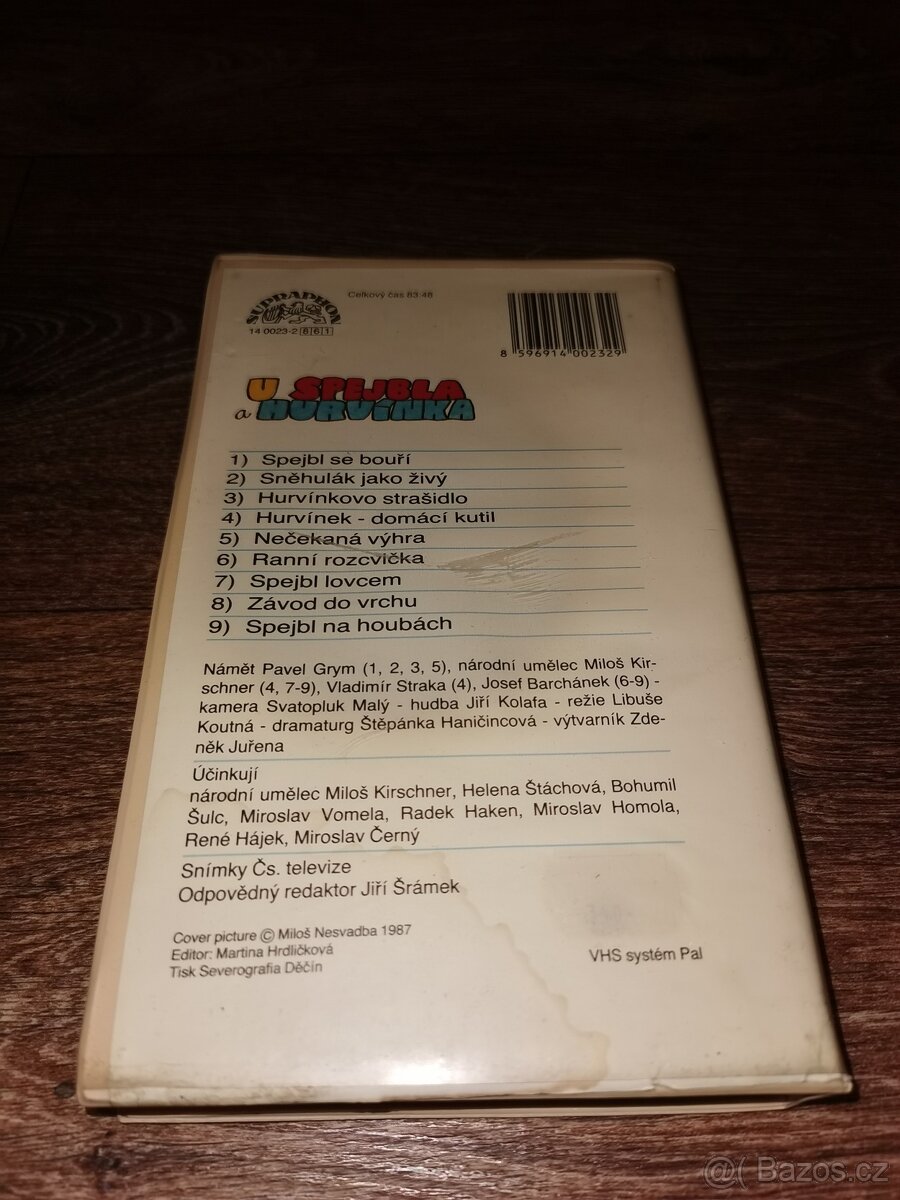 SUPRAPHON
Celkový čas 83:48
14 0023-2 861
8 596914 002329
U SPEJBLA
a HURVÍNKA
1) Spejbl se bouří
2) Sněhulák jako živý
3) Hurvínkovo strašidlo
4) Hurvínek - domácí kutil
5) Nečekaná výhra
6) Ranní rozcvička
7) Spejbl lovcem
8) Závod do vrchu
9) Spejbl na houbách
Námět Pavel Grym (1, 2, 3, 5), národní umělec Miloš Kir-
schner (4, 7-9), Vladimír Straka (4), Josef Barchánek (6-9) -
kamera Svatopluk Malý - hudba Jiří Kolafa - režie Libuše
Koutná - dramaturg Štěpánka Haničincová - výtvarník Zde-
něk Juřena
Účinkují
národní umělec Miloš Kirschner, Helena Štáchová, Bohumil
Šulc, Miroslav Vomela, Radek Haken, Miroslav Homola,
René Hájek, Miroslav Černý
Snímky Čs. televize
Odpovědný redaktor Jiří Šrámek
Cover picture © Miloš Nesvadba 1987
Editor: Martina Hrdličková
Tisk Severografia Děčín
VHS systém Pal
@( Bazos.cz